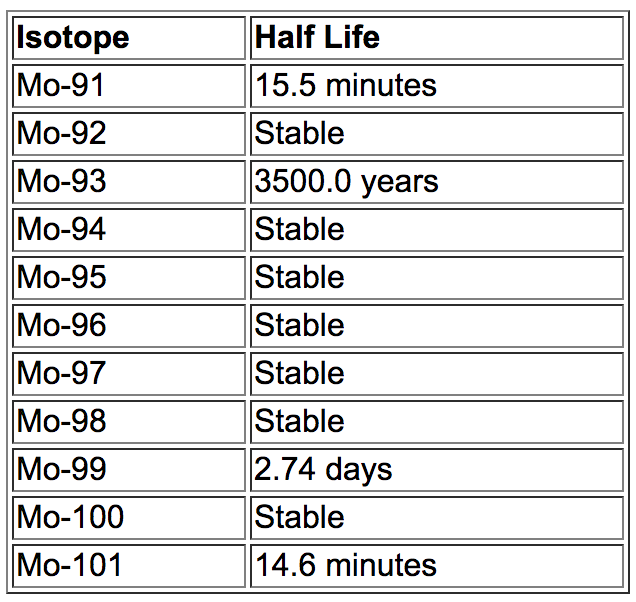 Isotope Half Life
Mo-91 15.5 minutes
Mo-92 Stable
Mo-93 3500.0 years
Mo-94 Stable
Mo-95 Stable
Mo-96 Stable
Mo-97 Stable
Mo-98 Stable
Mo-99 2.74 days
Mo-100 Stable
Mo-101 14.6 minutes